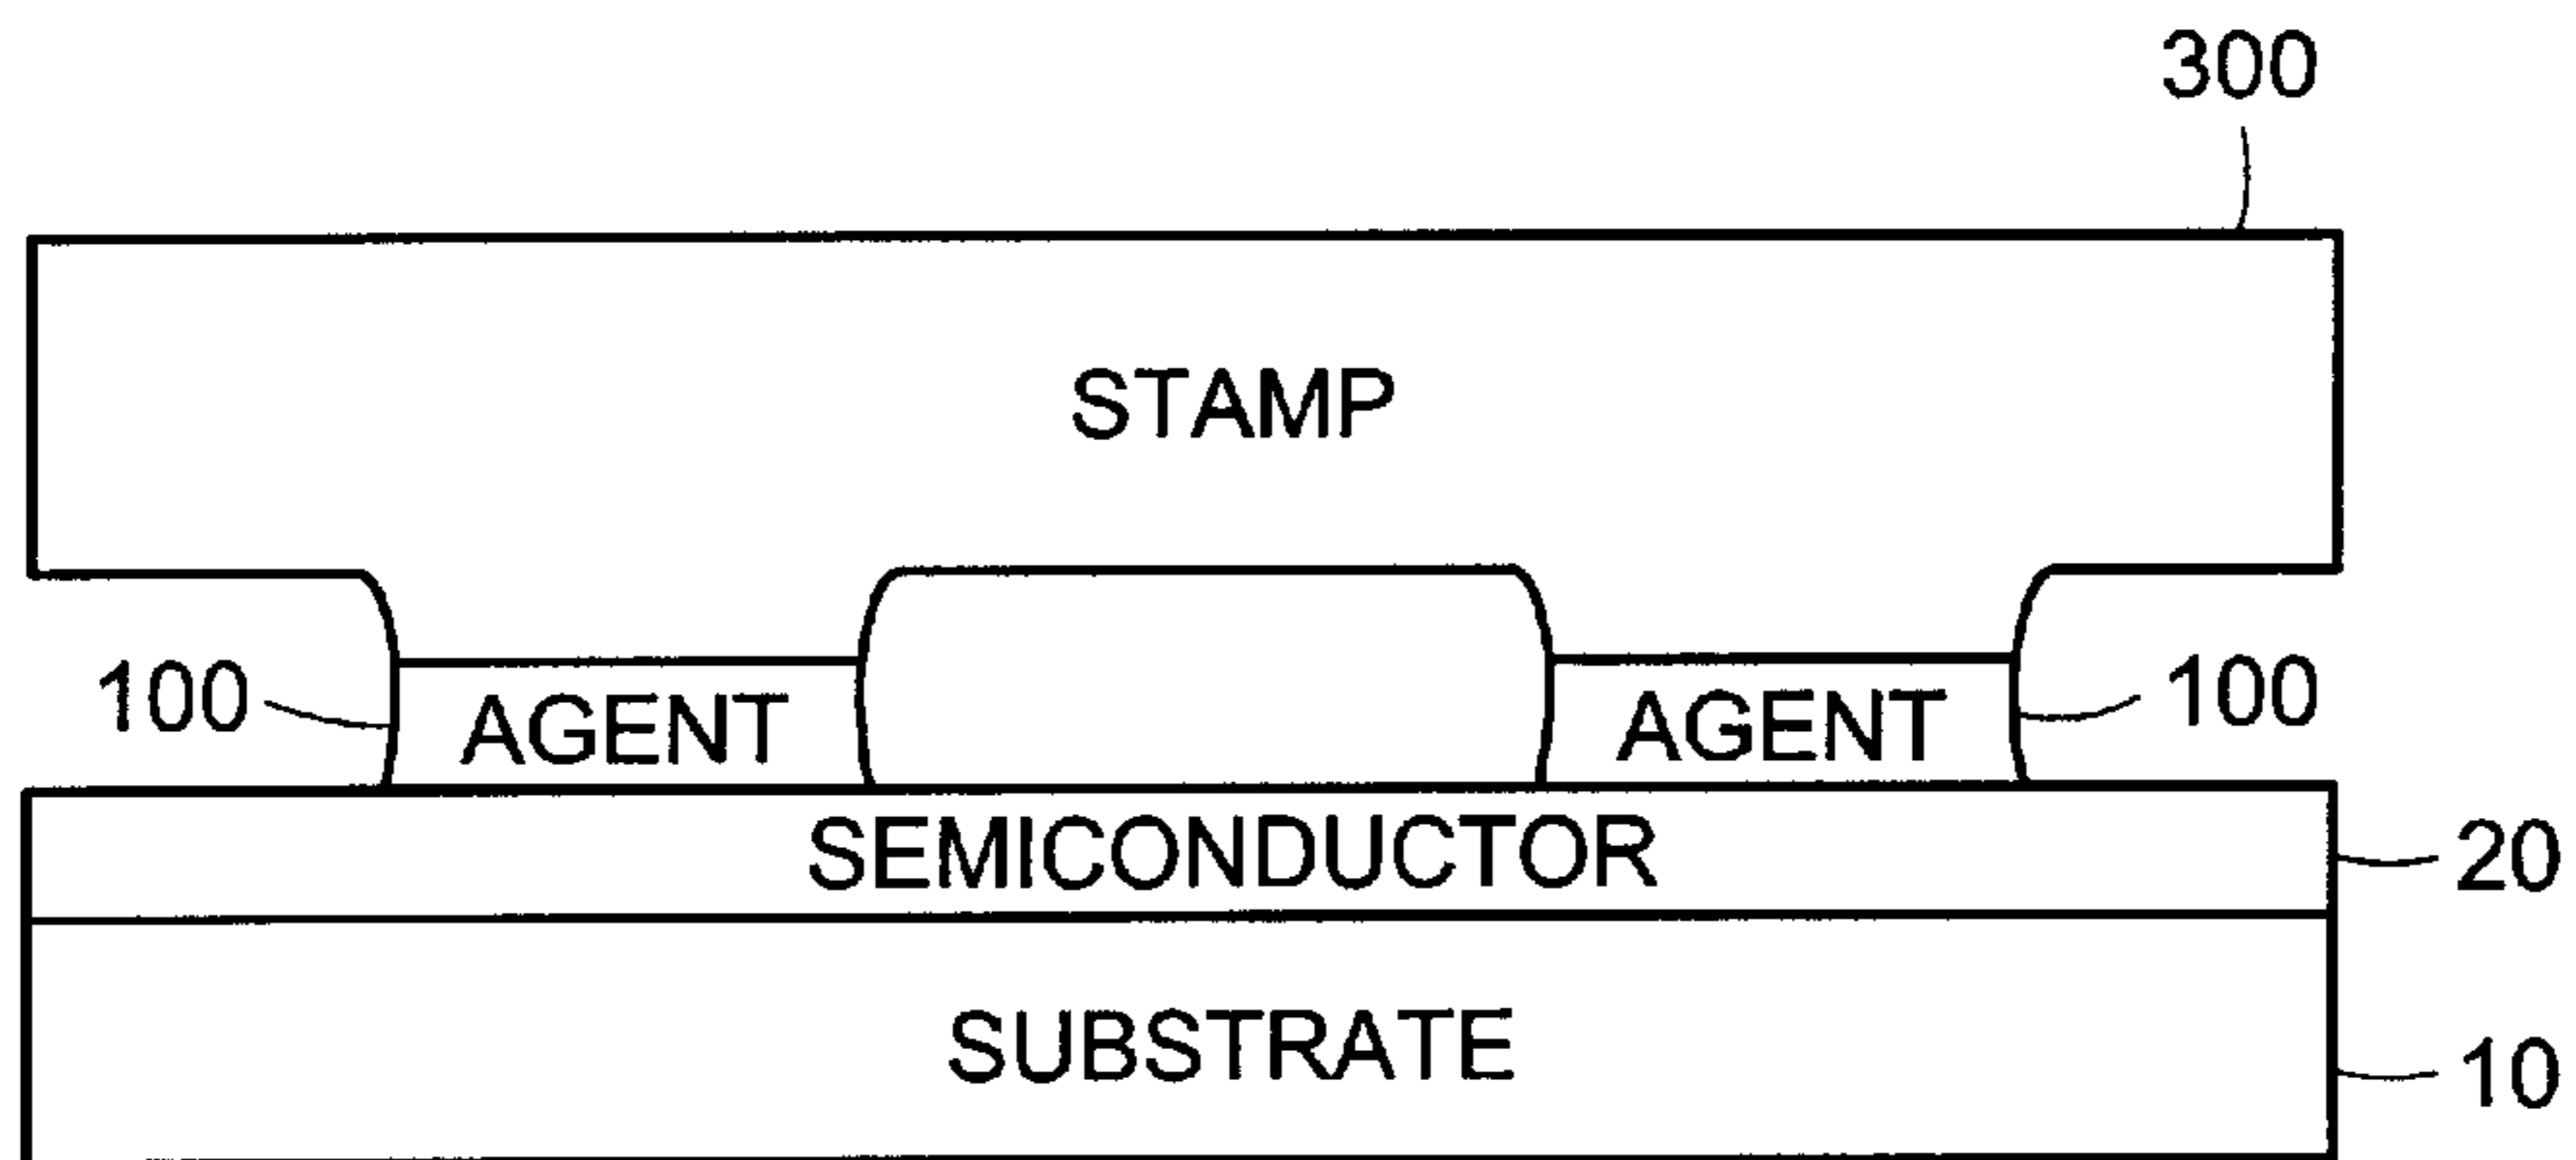 300
STAMP
100 AGENT AGENT 100
SEMICONDUCTOR 20
SUBSTRATE 10